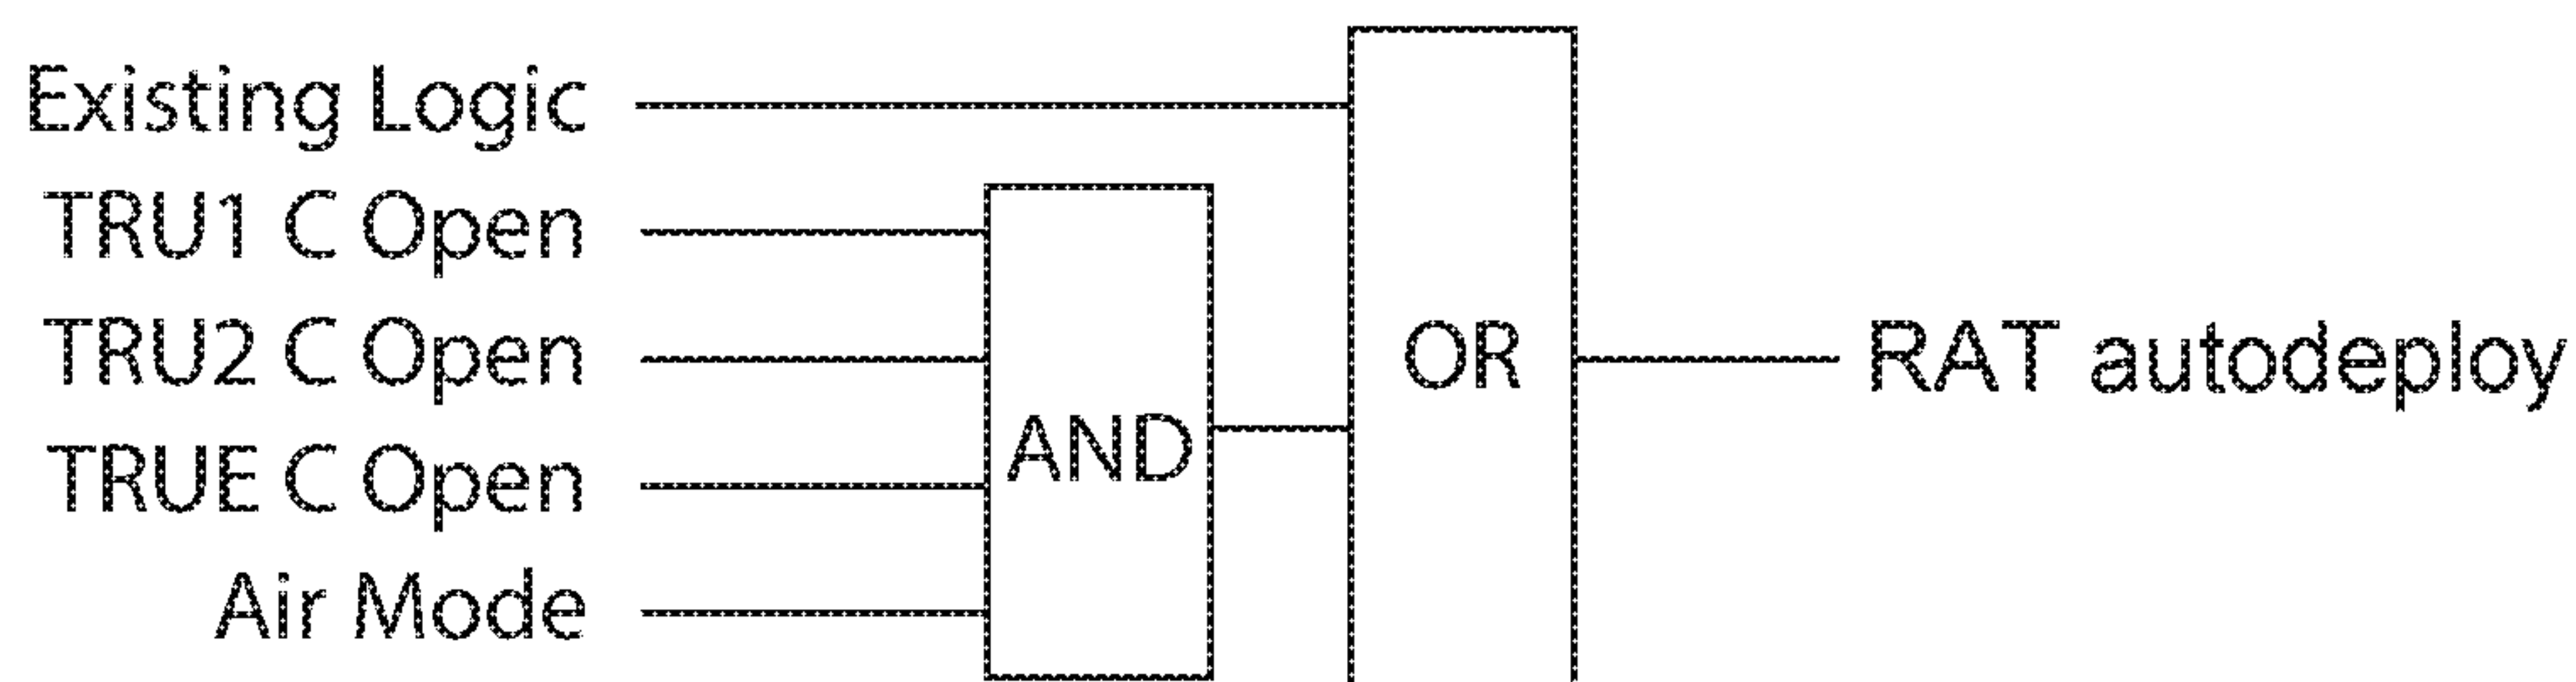 Existing Logic
TRU1 C Open
TRU2 C Open
TRUE C Open
Air Mode
AND
OR
RAT autodeploy